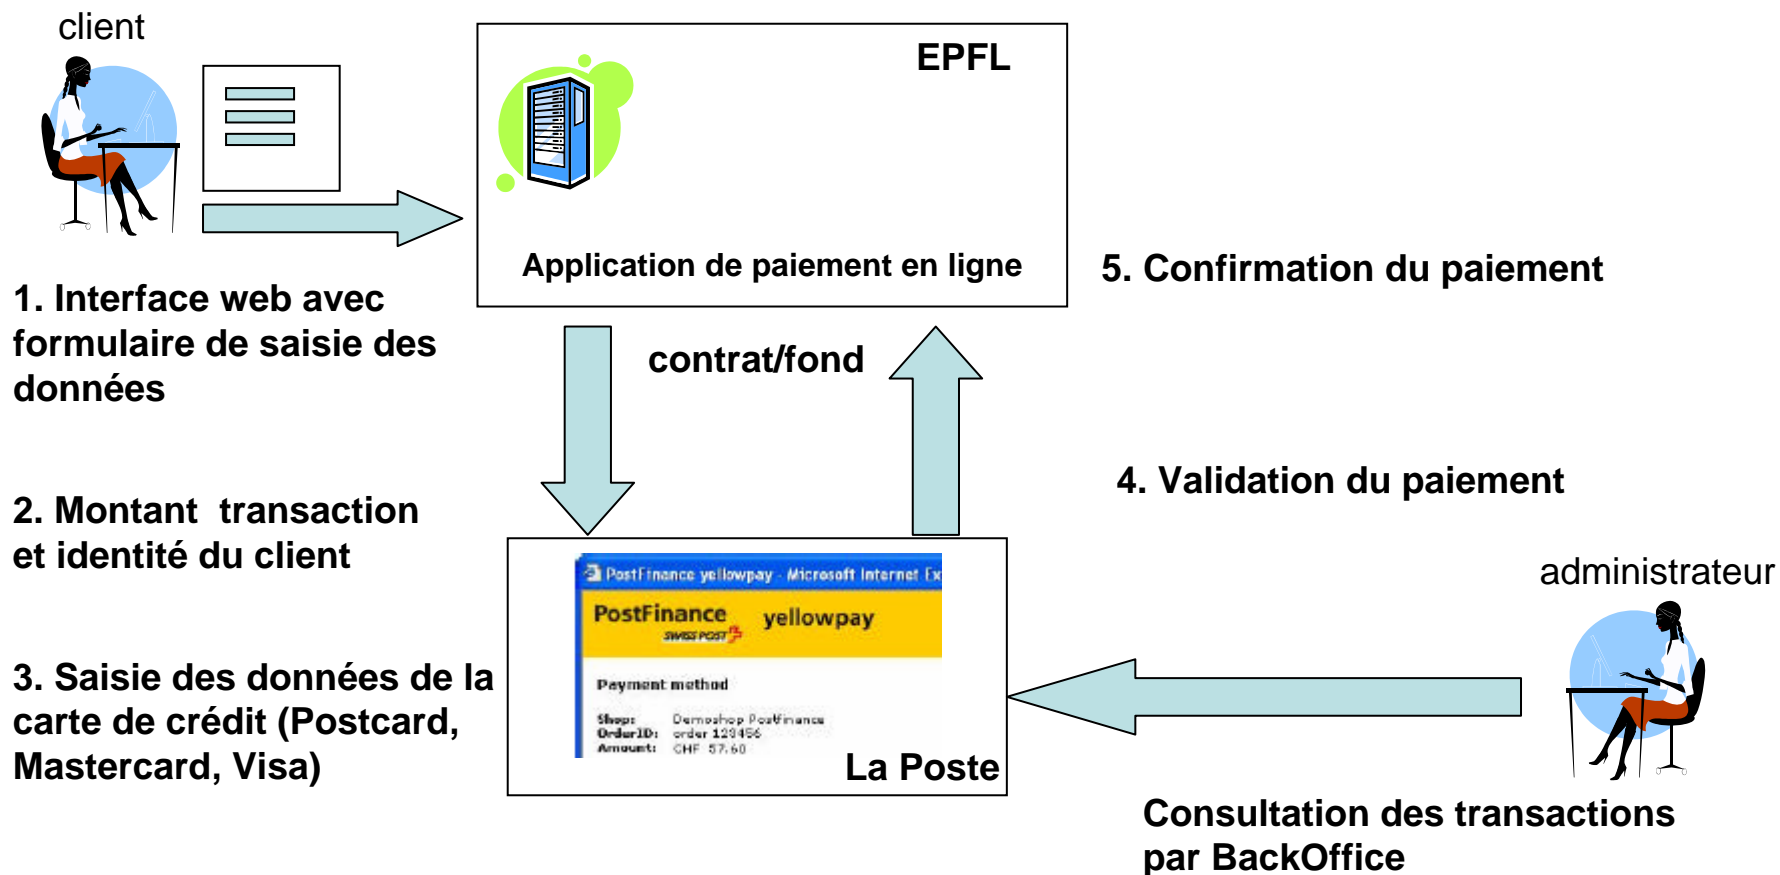 client
EPFL
Application de paiement en ligne
1. Interface web avec
formulaire de saisie des
données
5. Confirmation du paiement
contrat/fond
2. Montant transaction
et identité du client
4. Validation du paiement
administrateur
PostFinance yellowpay - Microsoft Internet Ex
PostFinance yellowpay
SWISS POST
Payment method
Shop: Demoshop Postfinance
OrderID: order 123456
Amount: CHF 57.60
La Poste
3. Saisie des données de la
carte de crédit (Postcard,
Mastercard, Visa)
Consultation des transactions
par BackOffice